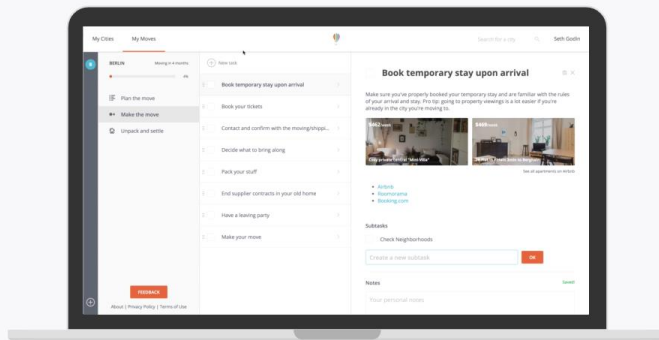 My Cities
My Moves
Search for a city
Seth Godin
BERLIN
Moving in 4 months
Plan the move
Make the move
Unpack and settle
FEEDBACK
About | Privacy Policy | Terms of Use
New task
Book temporary stay upon arrival
Book your tickets
Contact and confirm with the moving/shippi...
Decide what to bring along
Pack your stuff
End supplier contracts in your old home
Have a leaving party
Make your move
Book temporary stay upon arrival
Make sure you've properly booked your temporary stay and are familiar with the rules
of your arrival and stay. Pro tip: going to property viewings is a lot easier if you're
already in the city you're moving to.
Cosy private central "Mini-Villa"
See all apartments on Airbnb
Airbnb
Roomorama
Booking.com
Subtasks
Check Neighborhoods
Create a new subtask
OK
Notes
Saved
Your personal notes